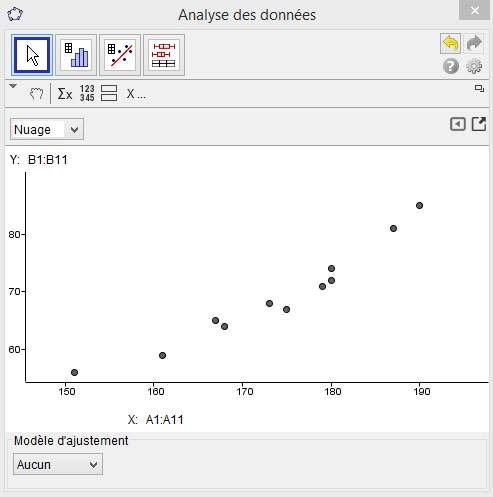 Analyse des données
Σx 123 345 X ...
Nuage
Y: B1:B11
80
70
60
150 160 170 180 190
X: A1:A11
Modèle d'ajustement
Aucun